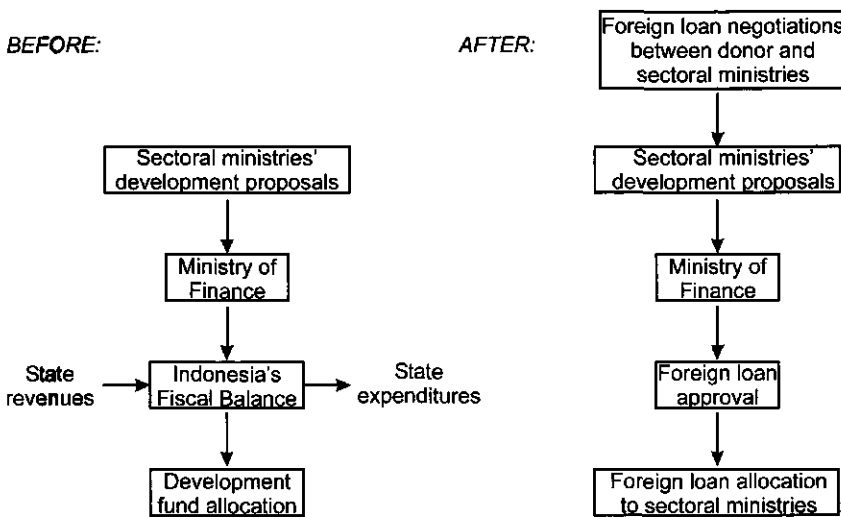 BEFORE:
Sectoral ministries'
development proposals
Ministry of
Finance
State
revenues
Indonesia's
Fiscal Balance
State
expenditures
Development
fund allocation
AFTER:
Foreign loan negotiations
between donor and
sectoral ministries
Sectoral ministries'
development proposals
Ministry of
Finance
Foreign loan
approval
Foreign loan allocation
to sectoral ministries